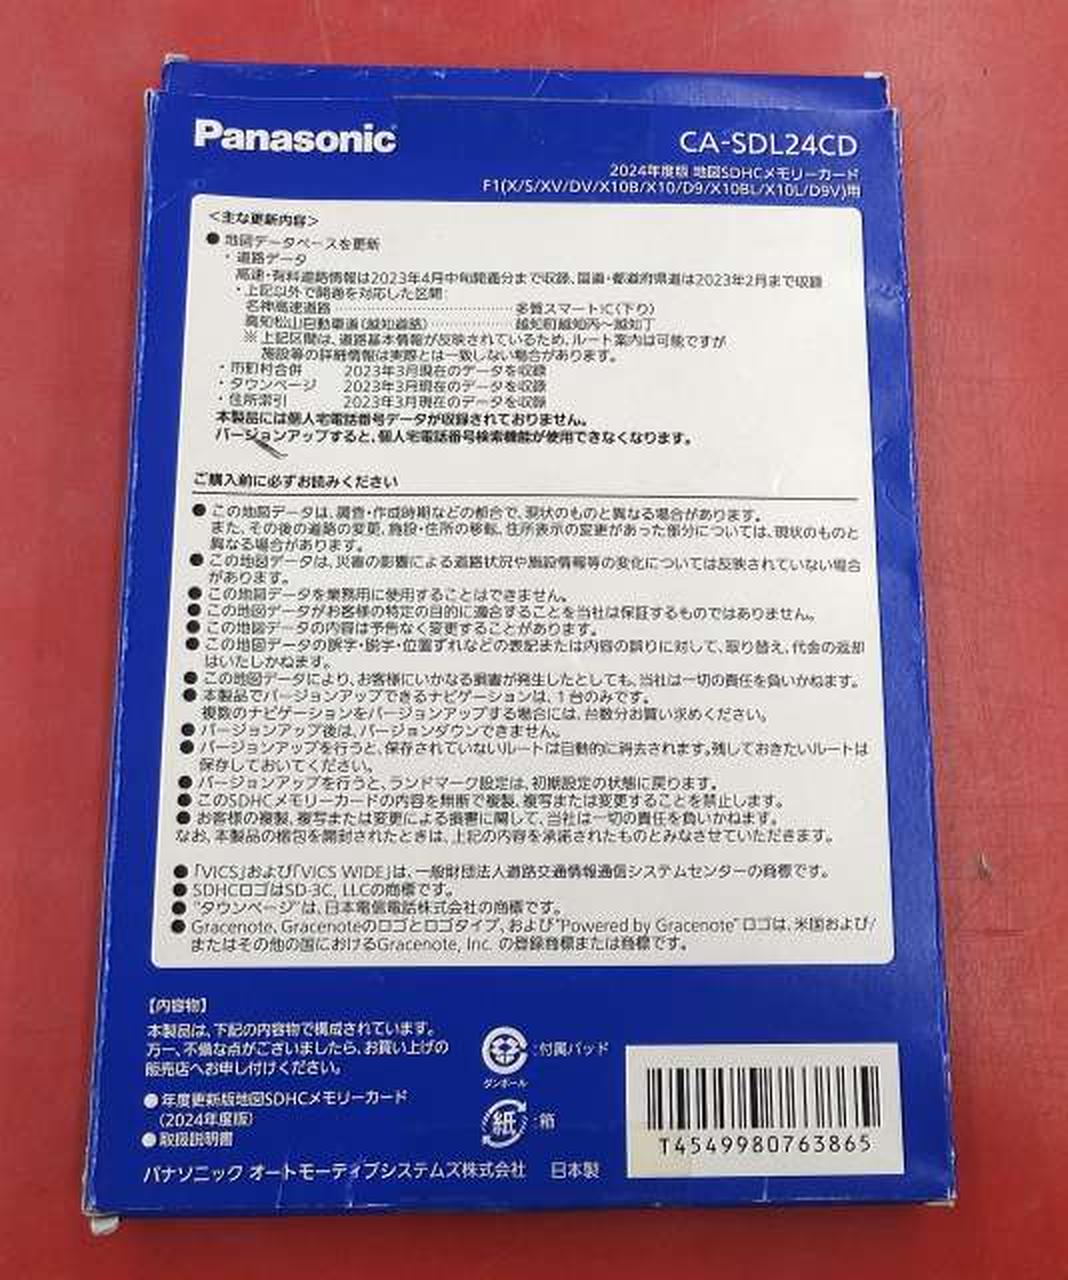 Panasonic
CA-SDL24CD
2024年度版 地図SDHCメモリーカード
F1(X/S/XV/DV/X10B/X10/D9/X10BL/X10L/D9V)用
＜主な更新内容＞
● 地図データベースを更新
・道路データ
高速・有料道路情報は2023年4月中旬開通分まで収録、国道・都道府県道は2023年2月まで収録
・上記以外で開通を対応した区間:
名神高速道路 ………………………… 多賀スマートIC(下り)
高知松山自動車道(越知道路) ………… 越知町越知丙～越知丁
※ 上記区間は、道路基本情報が反映されているため、ルート案内は可能ですが
施設等の詳細情報は実際とは一致しない場合があります。
・市町村合併 2023年3月現在のデータを収録
・タウンページ 2023年3月現在のデータを収録
・住所索引 2023年3月現在のデータを収録
本製品には個人宅電話番号データが収録されておりません。
バージョンアップすると、個人宅電話番号検索機能が使用できなくなります。
ご購入前に必ずお読みください
● この地図データは、調査・作成時期などの都合で、現状のものと異なる場合があります。
また、その後の道路の変更、施設・住所の移転、住所表示の変更があった部分については、現状のものと
異なる場合があります。
● この地図データは、災害の影響による道路状況や施設情報等の変化については反映されていない場合
があります。
● この地図データを業務用に使用することはできません。
● この地図データがお客様の特定の目的に適合することを当社は保証するものではありません。
● この地図データの内容は予告なく変更することがあります。
● この地図データの誤字・脱字・位置ずれなどの表記または内容の誤りに対して、取り替え、代金の返却
はいたしかねます。
● この地図データにより、お客様にいかなる損害が発生したとしても、当社は一切の責任を負いかねます。
● 本製品でバージョンアップできるナビゲーションは、1台のみです。
複数のナビゲーションをバージョンアップする場合には、台数分お買い求めください。
● バージョンアップ後は、バージョンダウンできません。
● バージョンアップを行うと、保存されていないルートは自動的に消去されます。残しておきたいルートは
保存しておいてください。
● バージョンアップを行うと、ランドマーク設定は、初期設定の状態に戻ります。
● このSDHCメモリーカードの内容を無断で複製、複写または変更することを禁止します。
● お客様の複製、複写または変更による損害に関して、当社は一切の責任を負いかねます。
なお、本製品の梱包を開封されたときは、上記の内容を承諾されたものとみなさせていただきます。
●「VICS」および「VICS WIDE」は、一般財団法人道路交通情報通信システムセンターの商標です。
● SDHCロゴはSD-3C, LLCの商標です。
● "タウンページ"は、日本電信電話株式会社の商標です。
● Gracenote、Gracenoteのロゴとロゴタイプ、および"Powered by Gracenote"ロゴは、米国および/
またはその他の国におけるGracenote, Inc. の登録商標または商標です。
【内容物】
本製品は、下記の内容物で構成されています。
万一、不備な点がございましたら、お買い上げの
販売店へお申し付けください。
● 年度更新版地図SDHCメモリーカード
(2024年度版)
● 取扱説明書
パナソニック オートモーティブシステムズ株式会社 日本製
:付属パッド
ダンボール
紙
:箱
T4549980763865